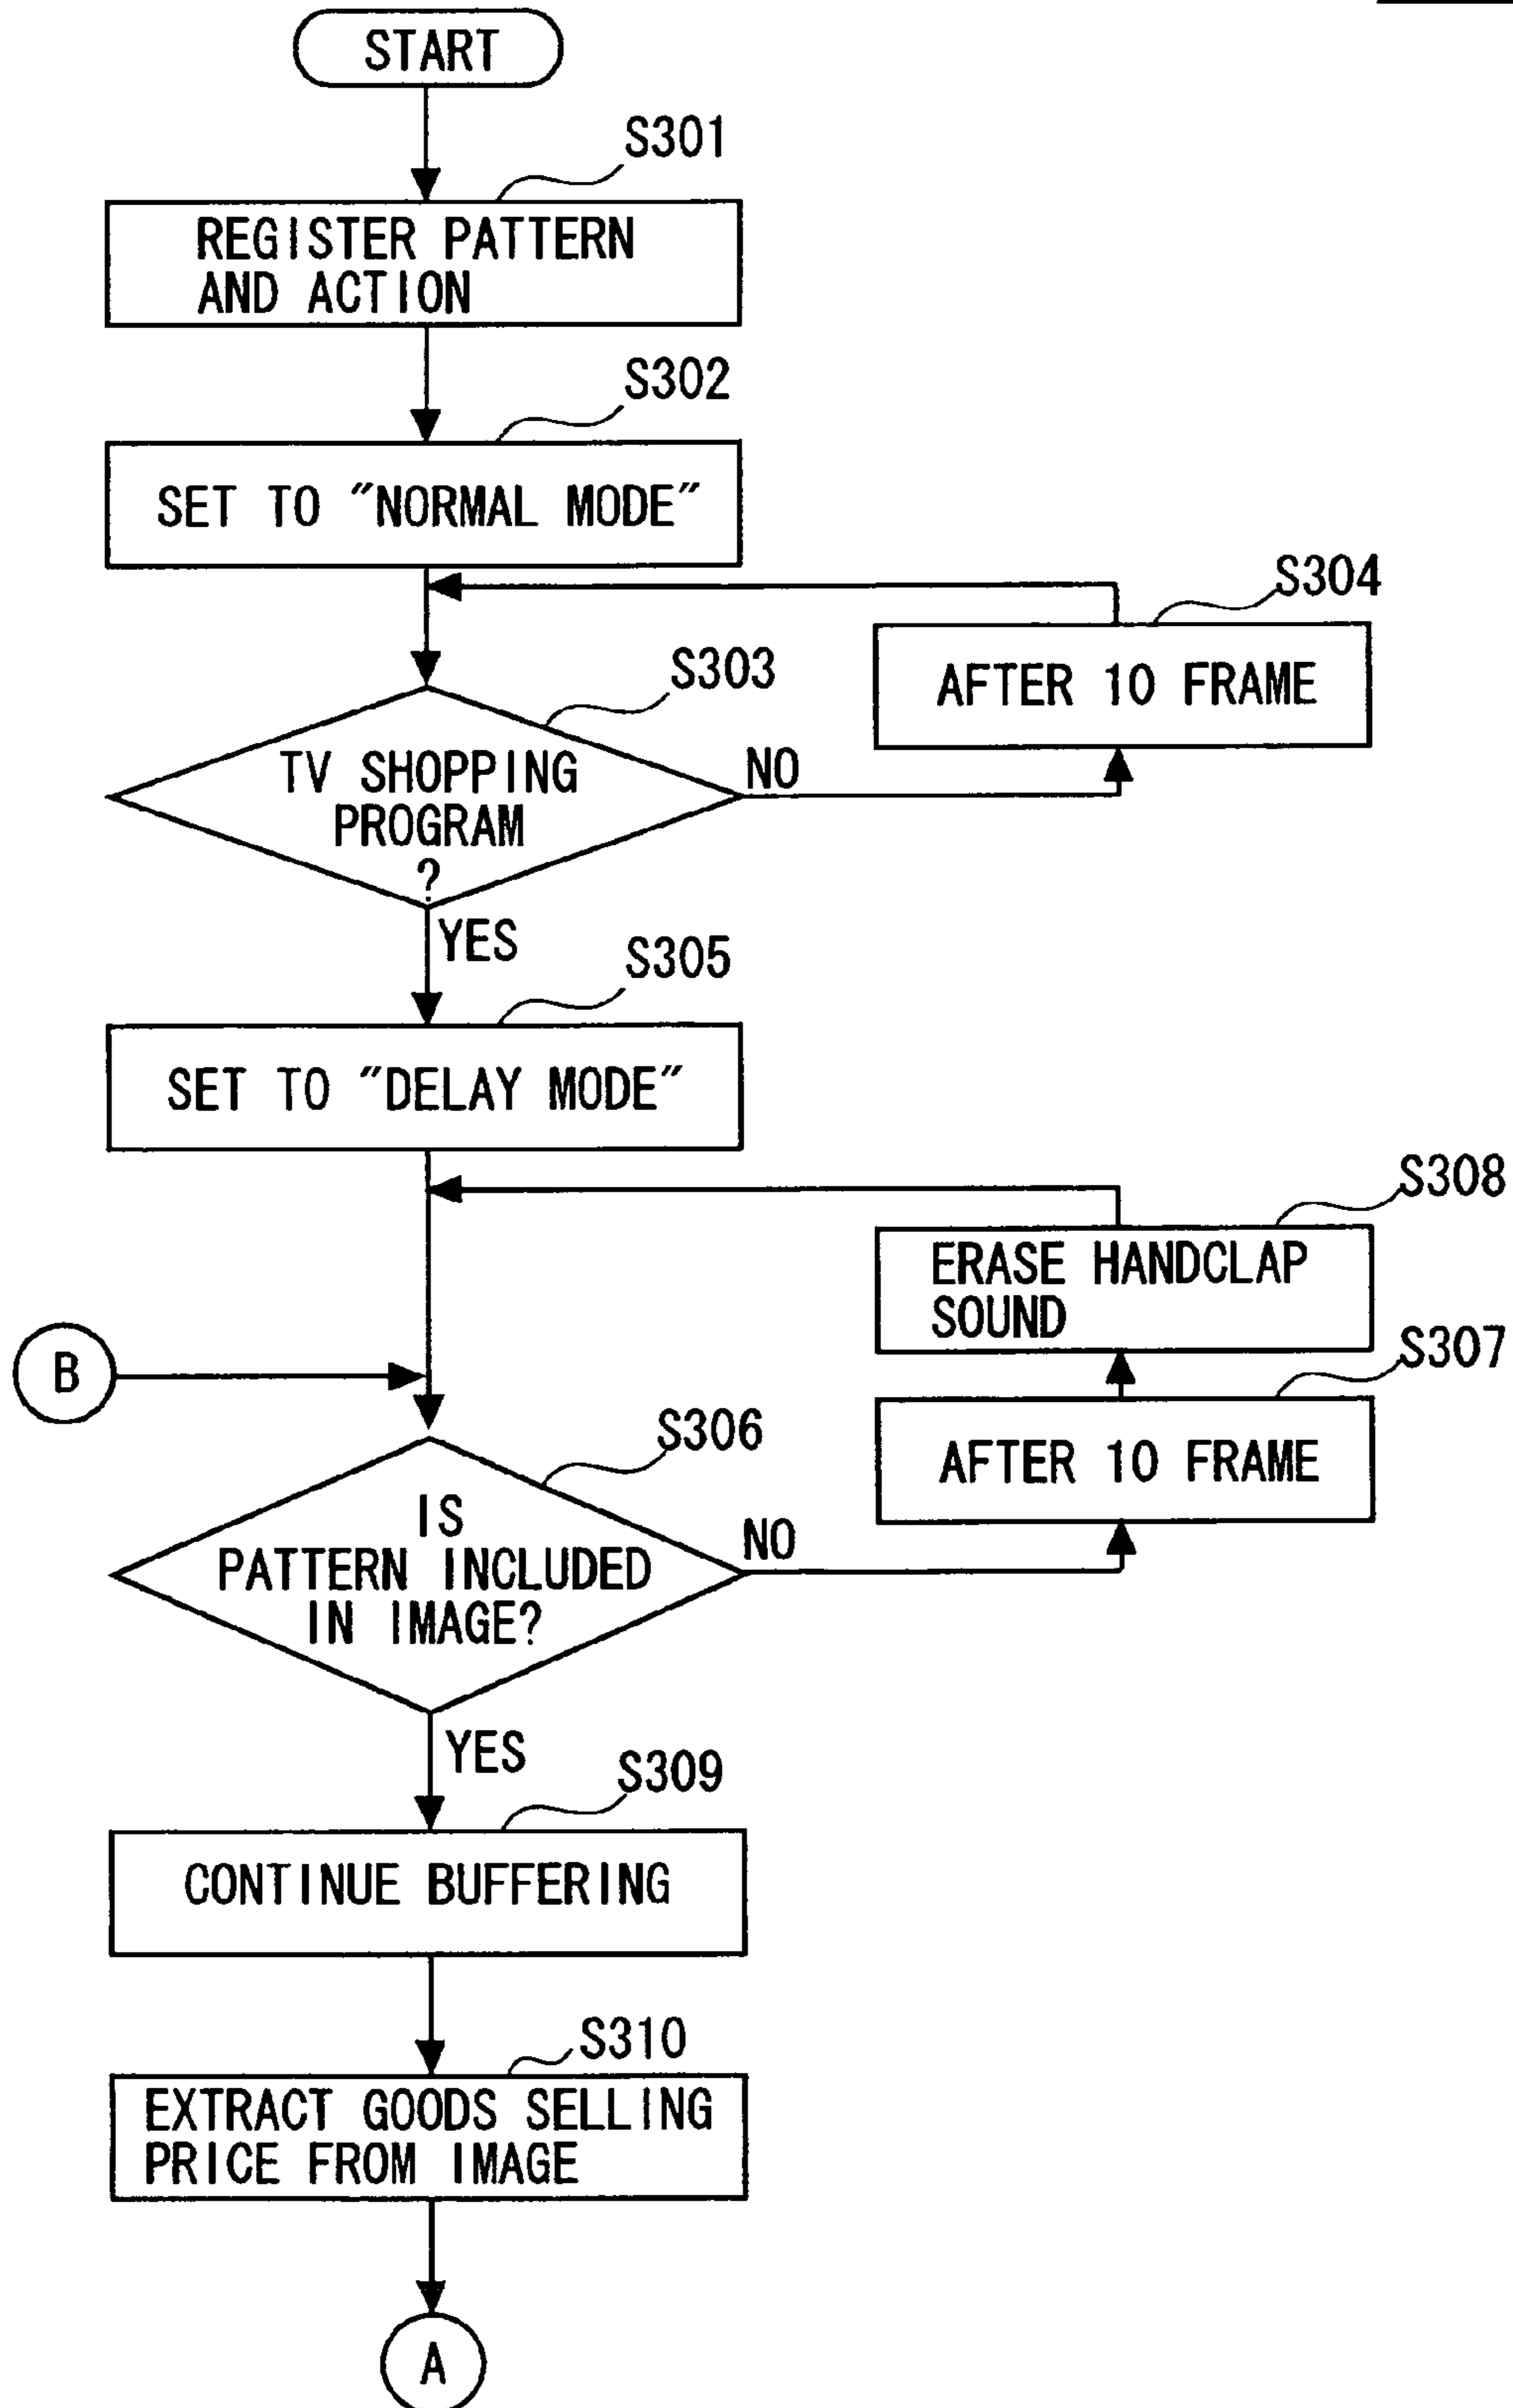 START
S301
REGISTER PATTERN
AND ACTION
S302
SET TO "NORMAL MODE"
S304
AFTER 10 FRAME
S303
TV SHOPPING
PROGRAM
?
NO
YES
S305
SET TO "DELAY MODE"
S308
ERASE HANDCLAP
SOUND
S307
AFTER 10 FRAME
B
S306
IS
PATTERN INCLUDED
IN IMAGE?
NO
YES
S309
CONTINUE BUFFERING
S310
EXTRACT GOODS SELLING
PRICE FROM IMAGE
A